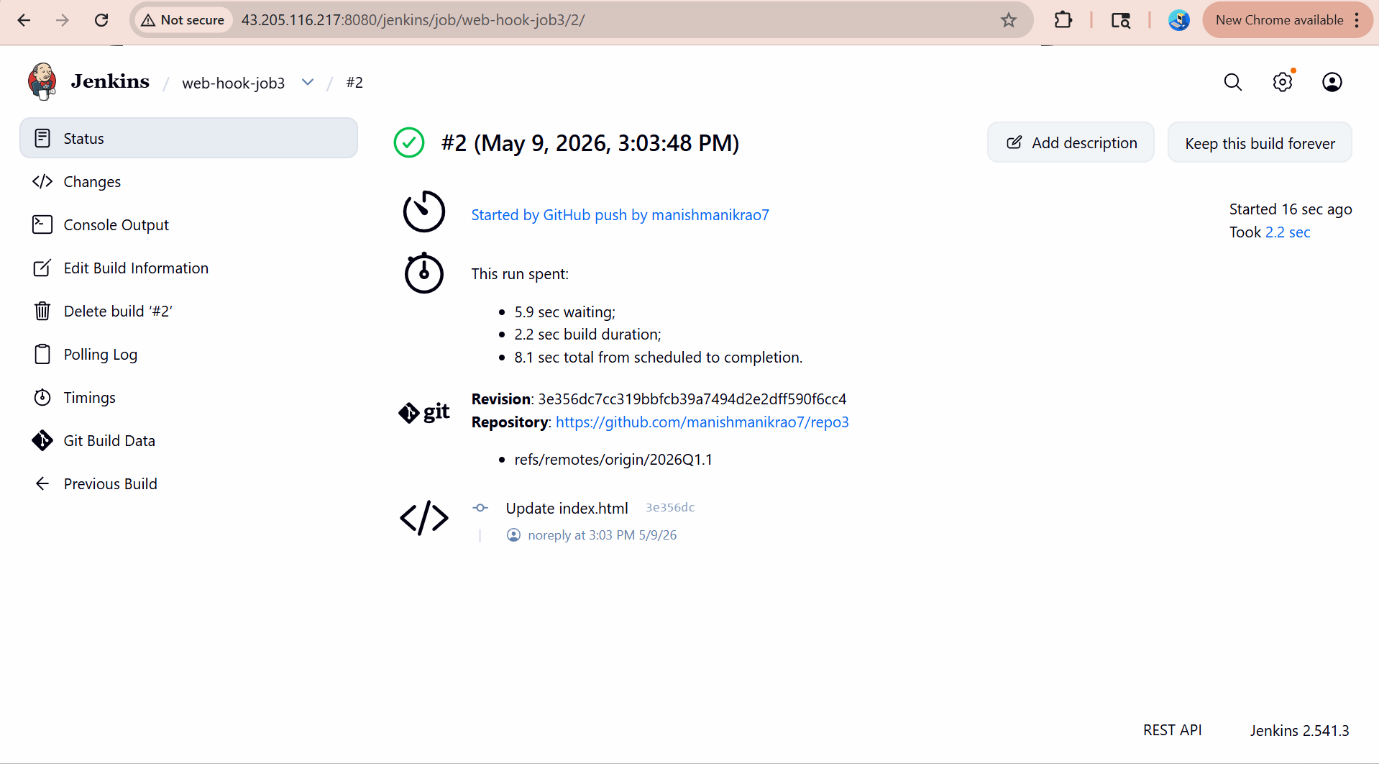 Not secure 43.205.116.217:8080/jenkins/job/web-hook-job3/2/ New Chrome available
Jenkins / web-hook-job3 / #2
Status
Changes
Console Output
Edit Build Information
Delete build ‘#2’
Polling Log
Timings
Git Build Data
Previous Build
#2 (May 9, 2026, 3:03:48 PM)
Add description
Keep this build forever
Started by GitHub push by manishmanikrao7
Started 16 sec ago
Took 2.2 sec
This run spent:
• 5.9 sec waiting;
• 2.2 sec build duration;
• 8.1 sec total from scheduled to completion.
git
Revision: 3e356dc7cc319bbfcb39a7494d2e2dff590f6cc4
Repository: https://github.com/manishmanikrao7/repo3
• refs/remotes/origin/2026Q1.1
Update index.html 3e356dc
noreply at 3:03 PM 5/9/26
REST API Jenkins 2.541.3